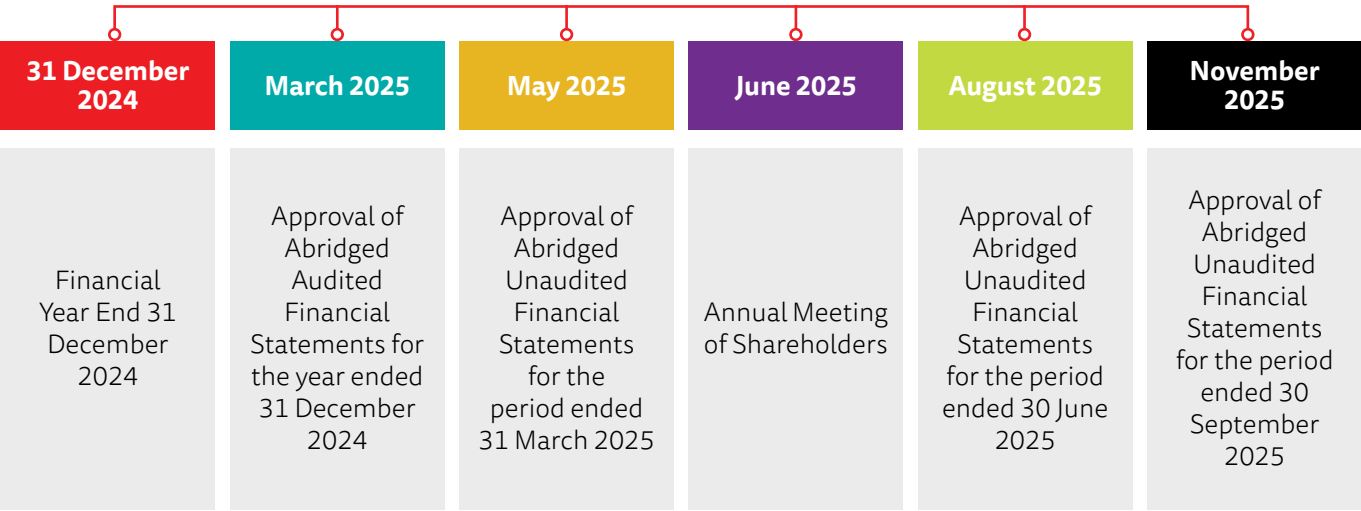 31 December
2024
March 2025
May 2025
June 2025
August 2025
November
2025
Financial
Year End 31
December
2024
Approval of
Abridged
Audited
Financial
Statements for
the year ended
31 December
2024
Approval of
Abridged
Unaudited
Financial
Statements
for the
period ended
31 March 2025
Annual Meeting
of Shareholders
Approval of
Abridged
Unaudited
Financial
Statements
for the period
ended 30 June
2025
Approval of
Abridged
Unaudited
Financial
Statements
for the period
ended 30
September
2025